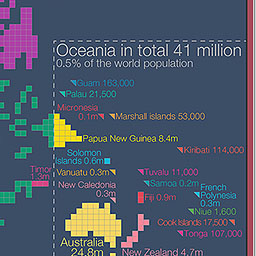 Oceania in total 41 million
0.5% of the world population
Guam 163,000
Palau 21,500
Micronesia
0.1m
Marshall islands 53,000
Papua New Guinea 8.4m
Kiribati 114,000
Solomon
Islands 0.6m
Timor
1.3m
Vanuatu 0.3m
Tuvalu 11,000
New Caledonia
0.3m
Samoa 0.2m
French
Polynesia
0.3m
Fiji 0.9m
Niue 1,600
Cook Islands 17,500
Tonga 107,000
Australia
24.8m
New Zealand 4.7m